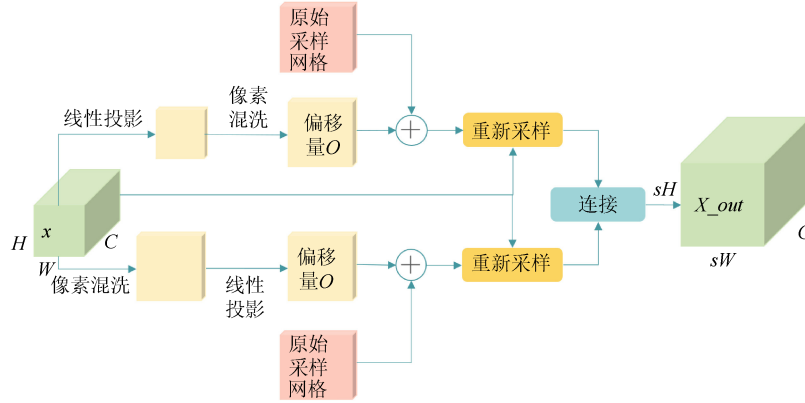 原始
采样
网格
线性投影
像素
混洗
偏移
量O
重新采样
H
x
W
C
连接
sH
X_out
sW
像素混洗
线性
投影
偏移
量O
重新采样
原始
采样
网格